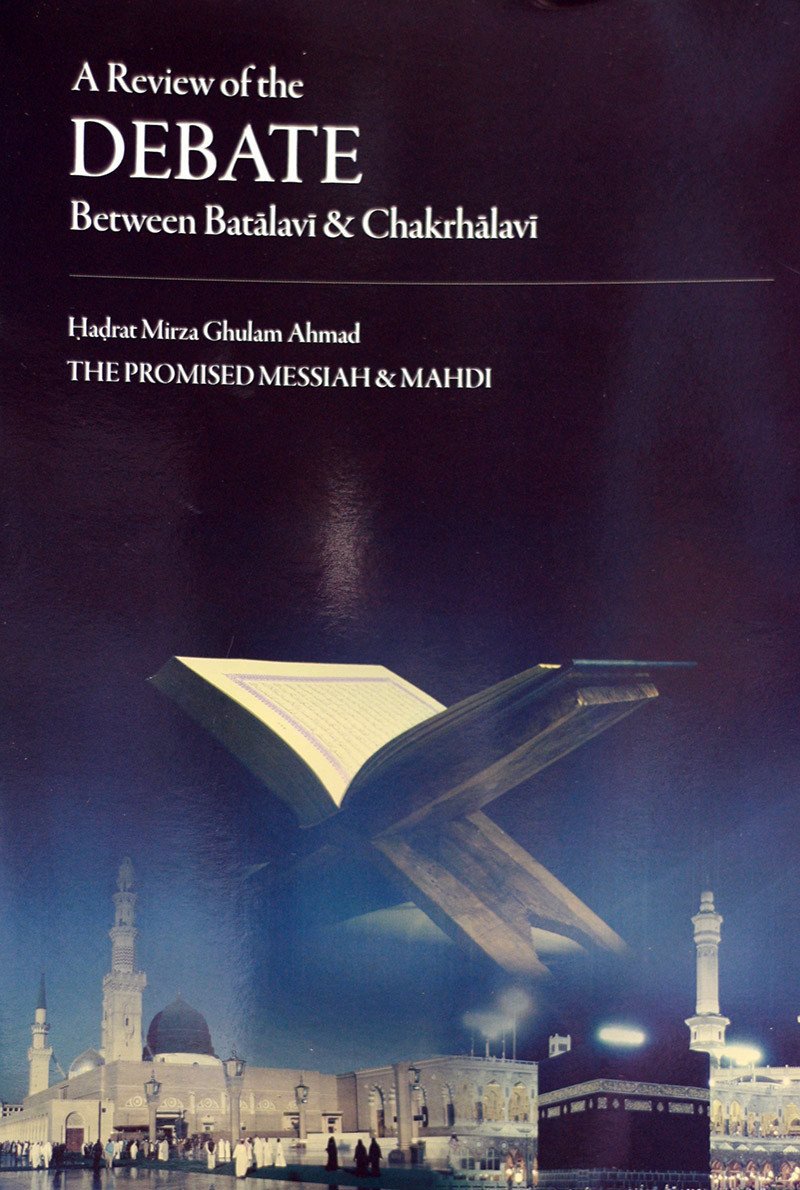 A Review of the
DEBATE
Between Batālavī & Chakrhālavī
Ḥaḍrat Mirza Ghulam Ahmad
THE PROMISED MESSIAH & MAHDI